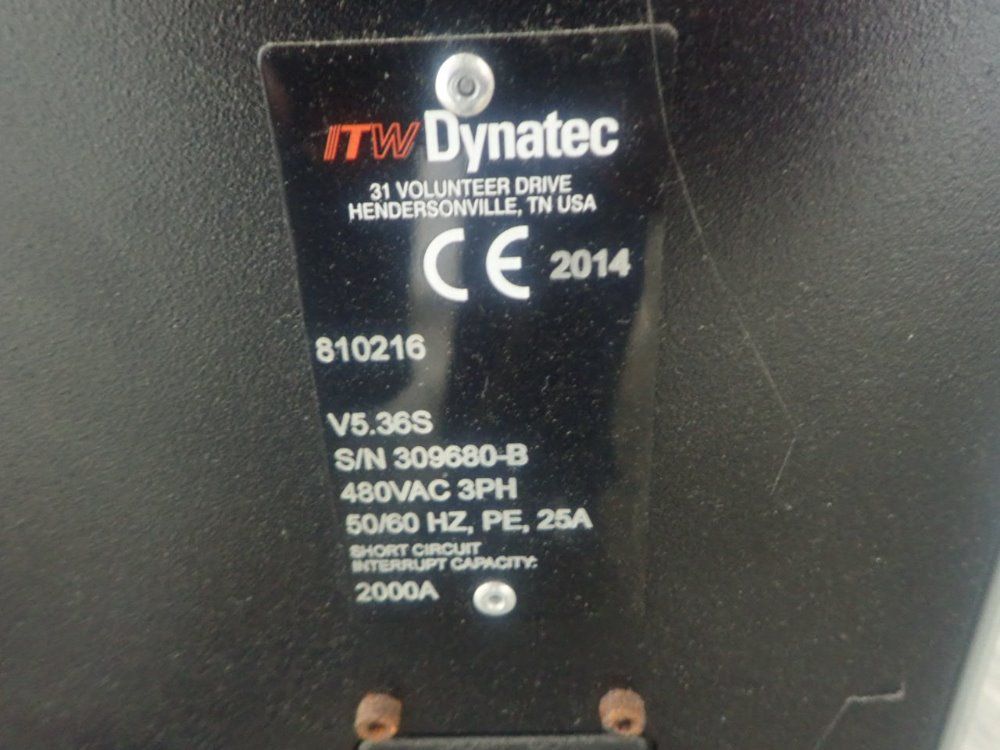 ITW Dynatec
31 VOLUNTEER DRIVE
HENDERSONVILLE, TN USA
CE 2014
810216
V5.36S
S/N 309680-B
480VAC 3PH
50/60 HZ, PE, 25A
SHORT CIRCUIT
INTERRUPT CAPACITY:
2000A